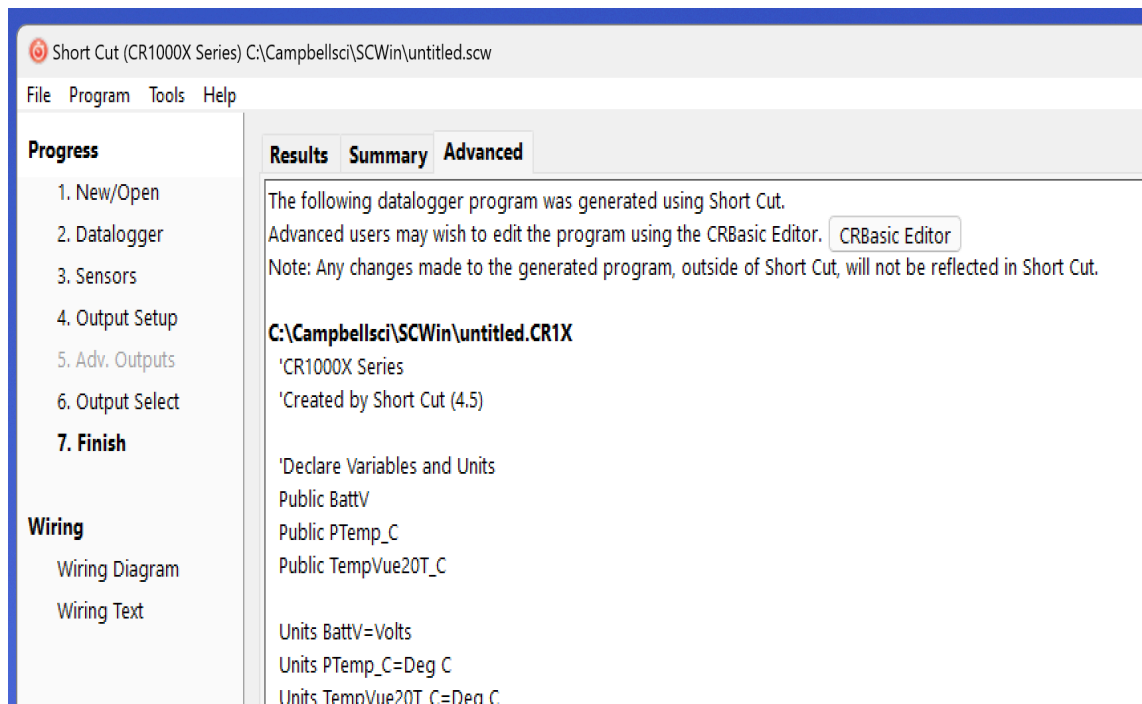 Short Cut (CR1000X Series) C:\Campbellsci\SCWin\untitled.scw
File Program Tools Help
Progress
1. New/Open
2. Datalogger
3. Sensors
4. Output Setup
5. Adv. Outputs
6. Output Select
7. Finish
Wiring
Wiring Diagram
Wiring Text
Results Summary Advanced
The following datalogger program was generated using Short Cut.
Advanced users may wish to edit the program using the CRBasic Editor. CRBasic Editor
Note: Any changes made to the generated program, outside of Short Cut, will not be reflected in Short Cut.
C:\Campbellsci\SCWin\untitled.CR1X
'CR1000X Series
'Created by Short Cut (4.5)
'Declare Variables and Units
Public BattV
Public PTemp_C
Public TempVue20T_C
Units BattV=Volts
Units PTemp_C=Deg C
Units TempVue20T_C=Deg C